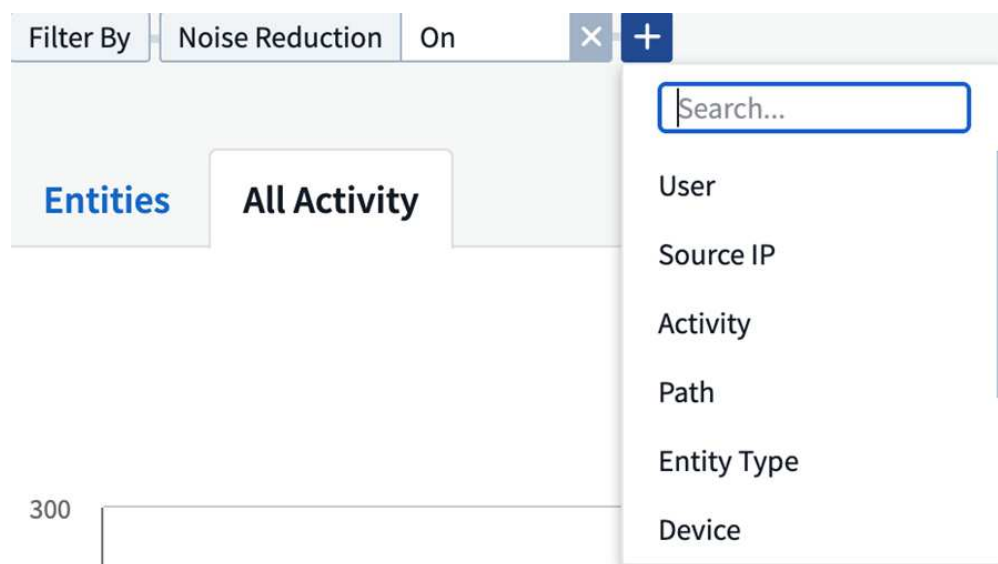 Filter By Noise Reduction On × +
Search...
Entities All Activity
User
Source IP
Activity
Path
Entity Type
Device
300